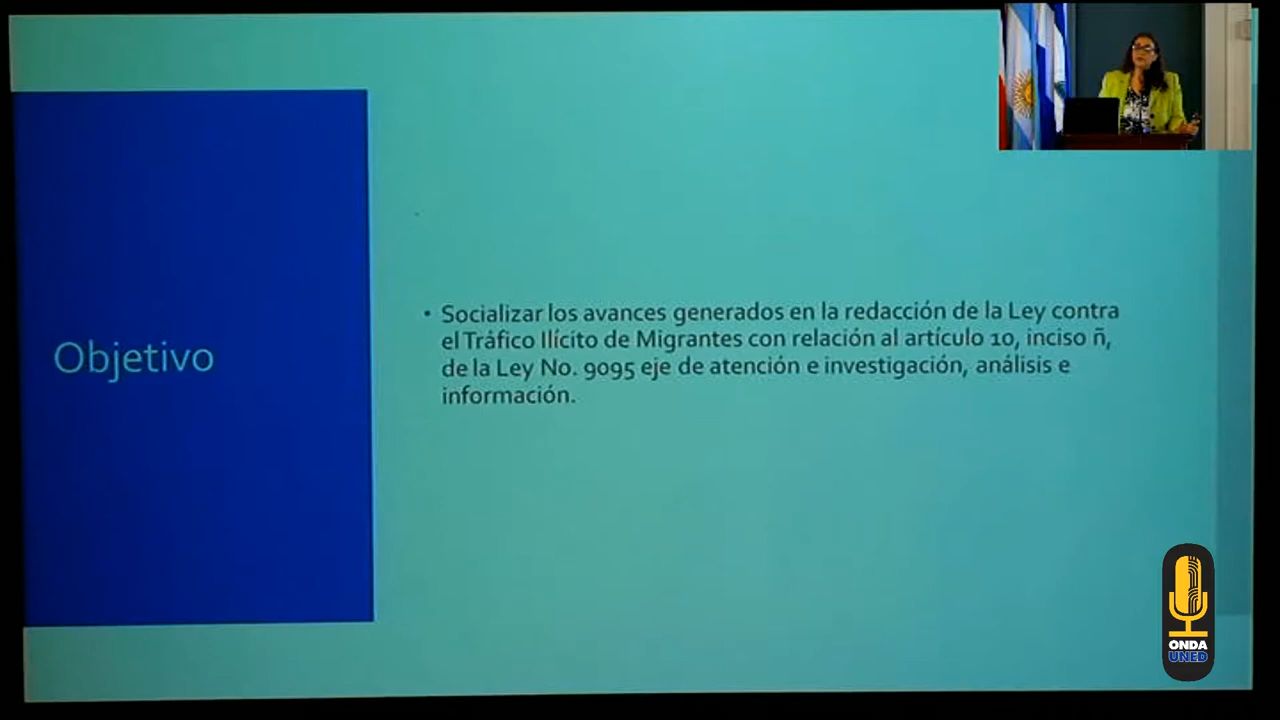 Objetivo
• Socializar los avances generados en la redacción de la Ley contra
el Tráfico Ilícito de Migrantes con relación al artículo 10, inciso ñ,
de la Ley No. 9095 eje de atención e investigación, análisis e
información.
ONDA
UNED